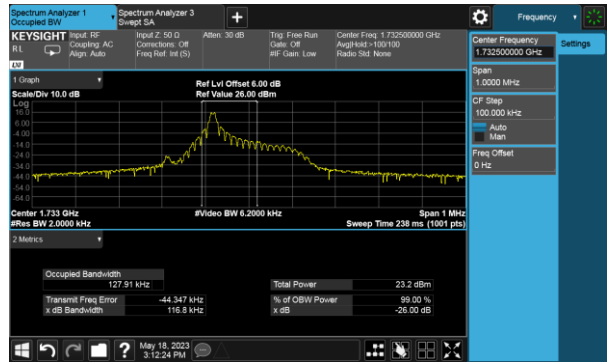 Spectrum Analyzer 1
Occupied BW
Spectrum Analyzer 3
Swept SA
Frequency
KEYSIGHT
RL
LXI
Input: RF
Coupling: AC
Align: Auto
Input Z: 50 Ω
Corrections: Off
Freq Ref: Int (S)
Atten: 30 dB
Trig: Free Run
Gate: Off
#IF Gain: Low
Center Freq: 1.732500000 GHz
Avg|Hold:>100/100
Radio Std: None
Center Frequency
1.732500000 GHz
Settings
Span
1.0000 MHz
CF Step
100.000 kHz
Auto
Man
Freq Offset
0 Hz
1 Graph
Scale/Div 10.0 dB
Ref Lvl Offset 6.00 dB
Ref Value 26.00 dBm
Log
16.0
6.00
-4.00
-14.0
-24.0
-34.0
-44.0
-54.0
-64.0
Center 1.733 GHz
#Res BW 2.0000 kHz
#Video BW 6.2000 kHz
Span 1 MHz
Sweep Time 238 ms (1001 pts)
2 Metrics
Occupied Bandwidth
127.91 kHz
Total Power 23.2 dBm
Transmit Freq Error -44.347 kHz
% of OBW Power 99.00 %
x dB Bandwidth 116.8 kHz
x dB -26.00 dB
?
May 18, 2023
3:12:24 PM